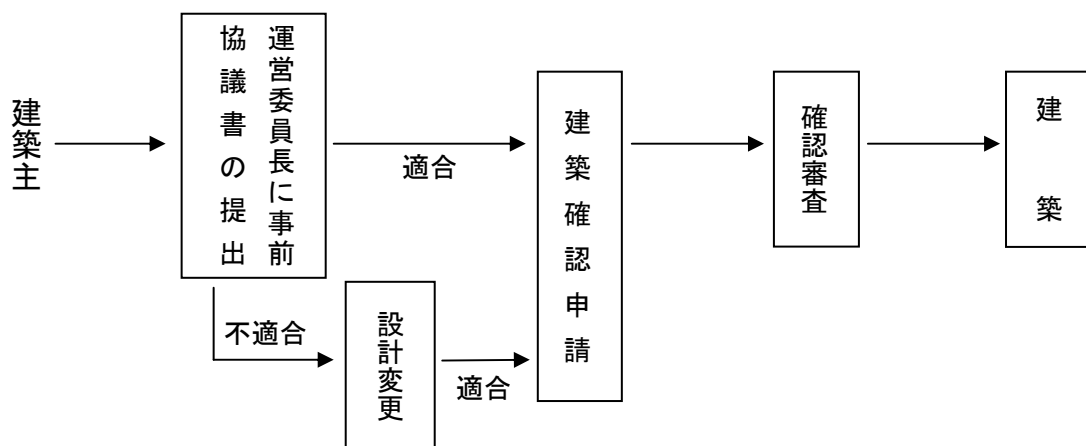 建築主
運営委員長に事前
協議書の提出
適合
不適合
設計変更
適合
建築確認申請
確認審査
建築